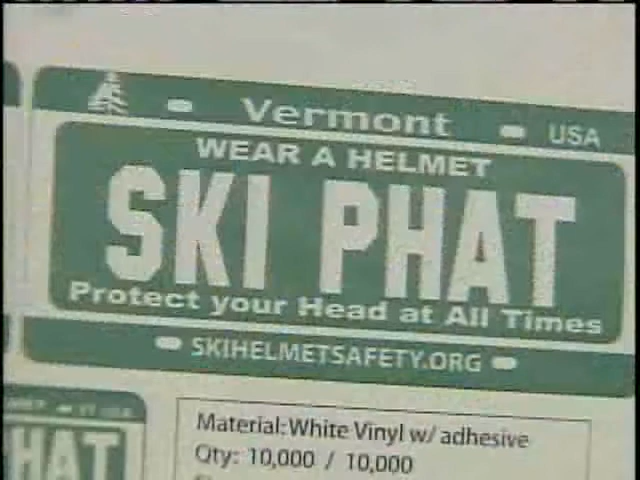 Vermont USA
WEAR A HELMET
SKI PHAT
Protect your Head at All Times
SKIHELMETSAFETY.ORG
HAT
Material: White Vinyl w/ adhesive
Qty: 10,000 / 10,000